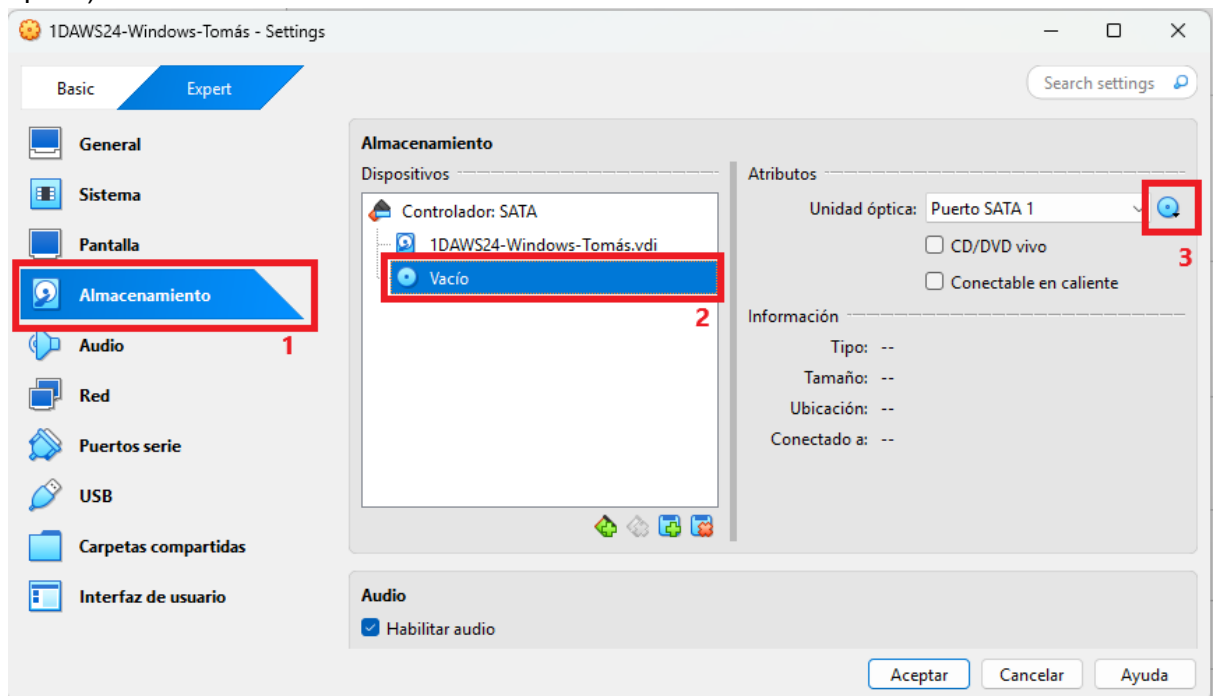 1DAWS24-Windows-Tomás - Settings
Basic
Expert
Search settings
General
Sistema
Pantalla
Almacenamiento
1
Audio
Red
Puertos serie
USB
Carpetas compartidas
Interfaz de usuario
Almacenamiento
Dispositivos
Controlador: SATA
1DAWS24-Windows-Tomás.vdi
Vacío
2
Atributos
Unidad óptica: Puerto SATA 1
3
CD/DVD vivo
Conectable en caliente
Información
Tipo: --
Tamaño: --
Ubicación: --
Conectado a: --
Audio
Habilitar audio
Aceptar
Cancelar
Ayuda